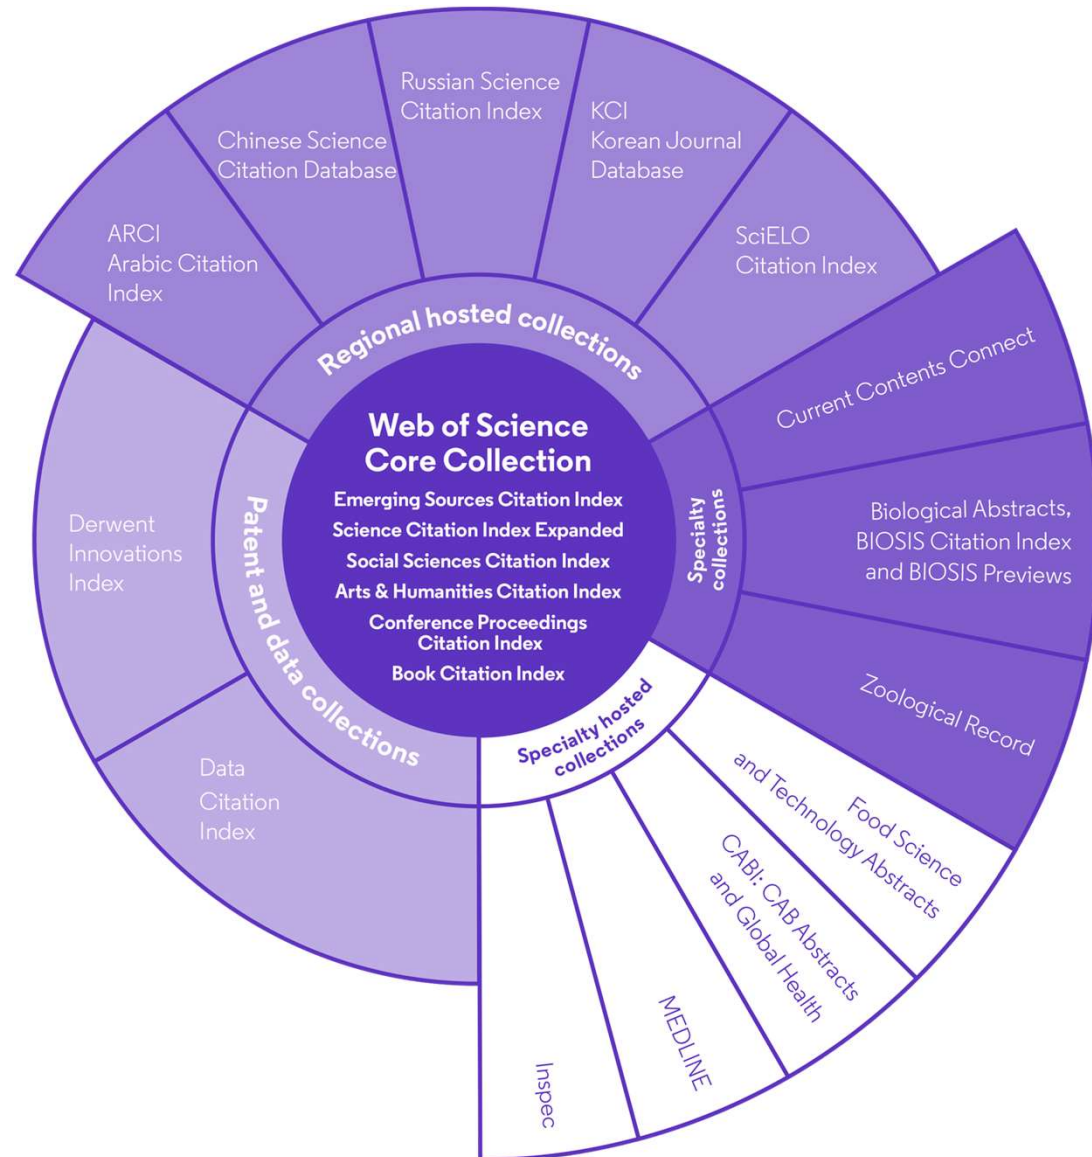 Russian Science
Citation Index
Chinese Science
Citation Database
KCI
Korean Journal
Database
ARCI
Arabic Citation
Index
SciELO
Citation Index
Regional hosted collections
Current Contents Connect
Biological Abstracts,
BIOSIS Citation Index
and BIOSIS Previews
Zoological Record
Specialty
collections
Web of Science
Core Collection
Emerging Sources Citation Index
Science Citation Index Expanded
Social Sciences Citation Index
Arts & Humanities Citation Index
Conference Proceedings
Citation Index
Book Citation Index
Patent and data collections
Derwent
Innovations
Index
Data
Citation
Index
Specialty hosted
collections
Food Science
and Technology Abstracts
CABI: CAB Abstracts
and Global Health
MEDLINE
Inspec